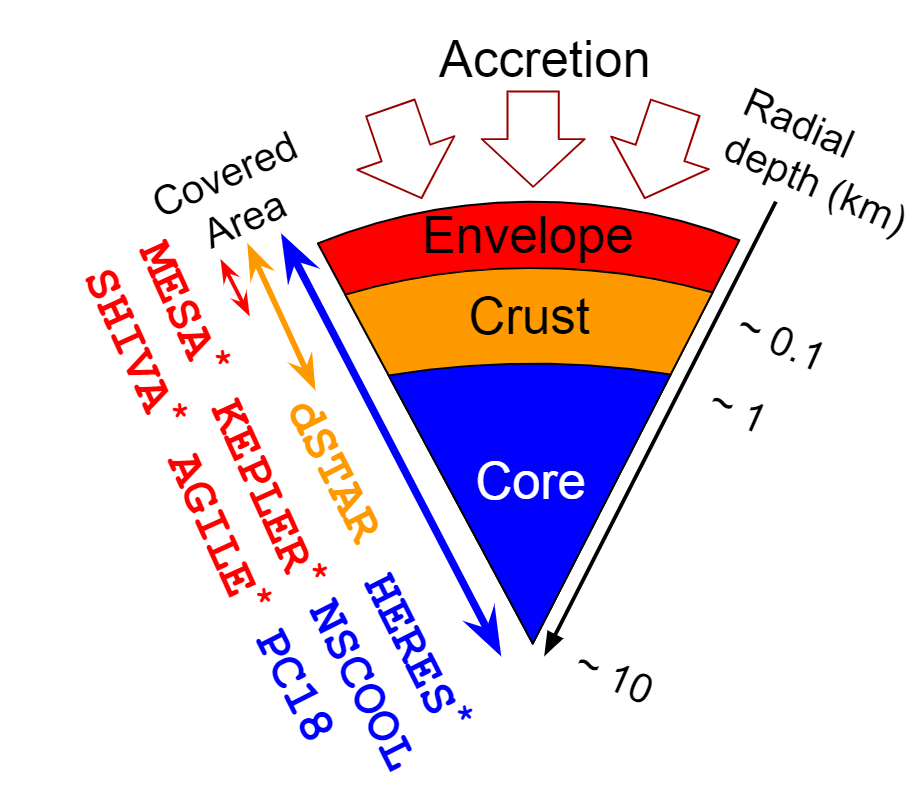 Accretion
Radial
depth (km)
Covered
Area
Envelope
Crust
Core
~ 0.1
~ 1
~ 10
MESA*
SHIVA*
KEPLER*
AGILE*
dSTAR
HERES*
NSCOOL
PC18